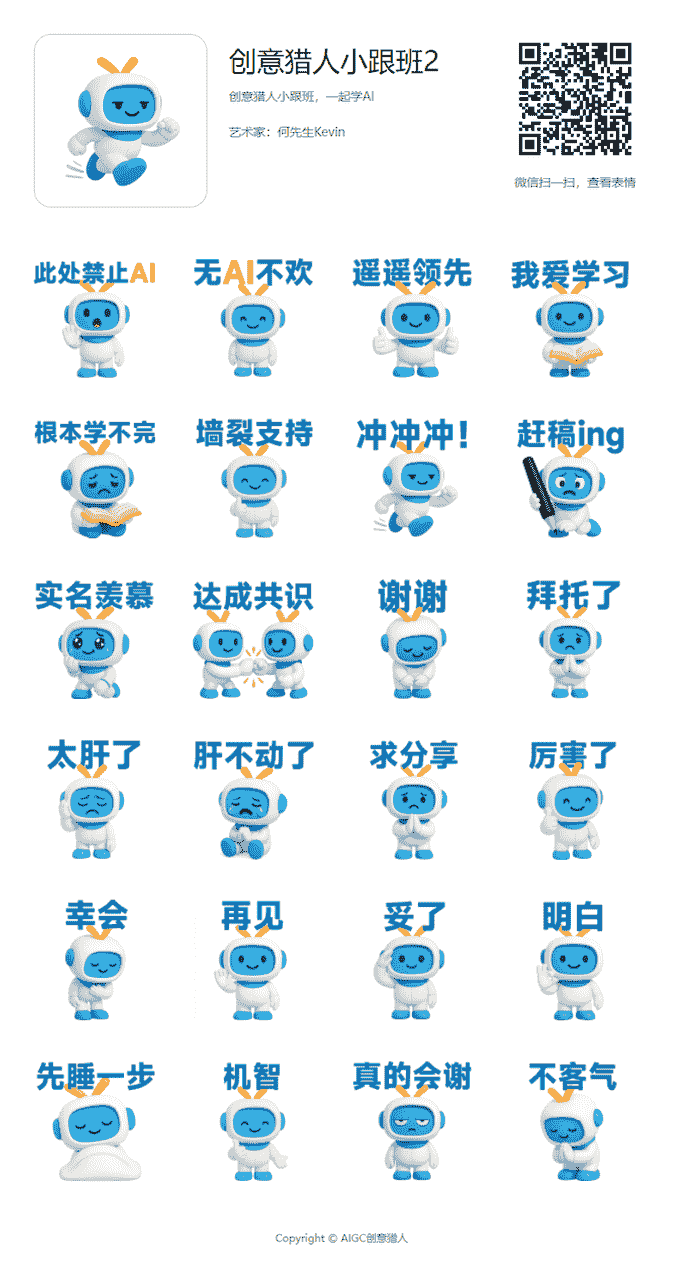 创意猎人小跟班2
创意猎人小跟班，一起学AI
艺术家：何先生Kevin
微信扫一扫，查看表情
此处禁止AI
无AI不欢
遥遥领先
我爱学习
根本学不完
墙裂支持
冲冲冲！
赶稿ing
实名羡慕
达成共识
谢谢
拜托了
太肝了
肝不动了
求分享
厉害了
幸会
再见
妥了
明白
先睡一步
机智
真的会谢
不客气
Copyright © AIGC创意猎人